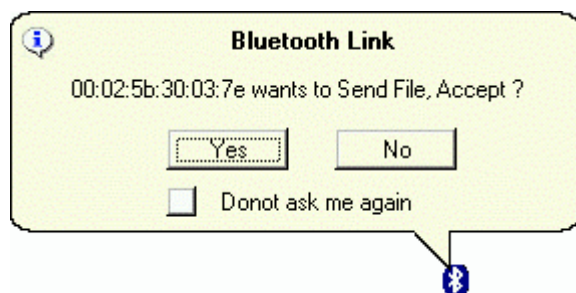 Bluetooth Link
00:02:5b:30:03:7e wants to Send File, Accept ?
Yes
No
Donot ask me again